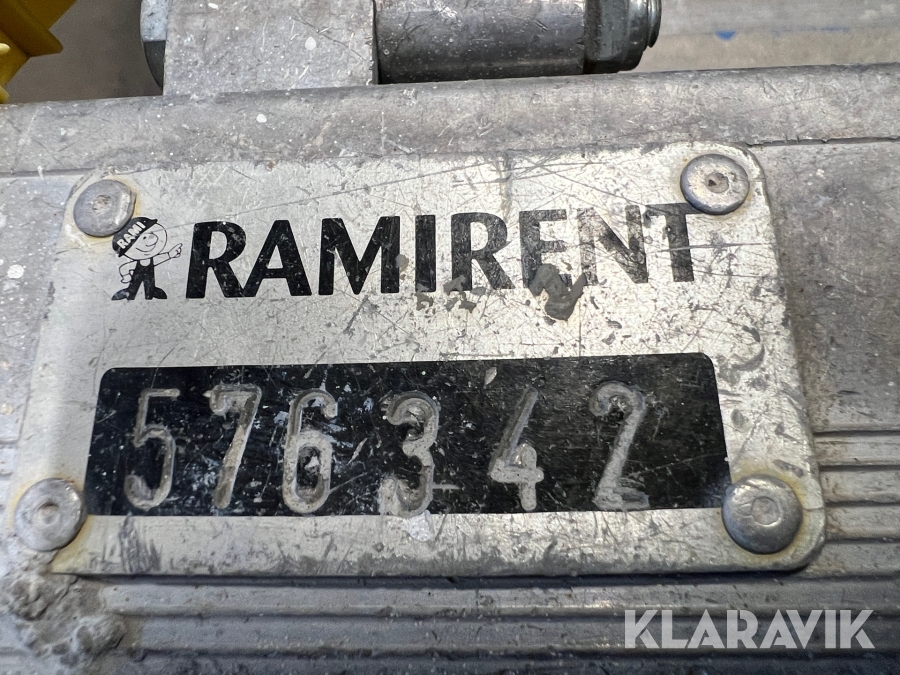 RAMI
RAMIRENT
576342
KLARAVIK